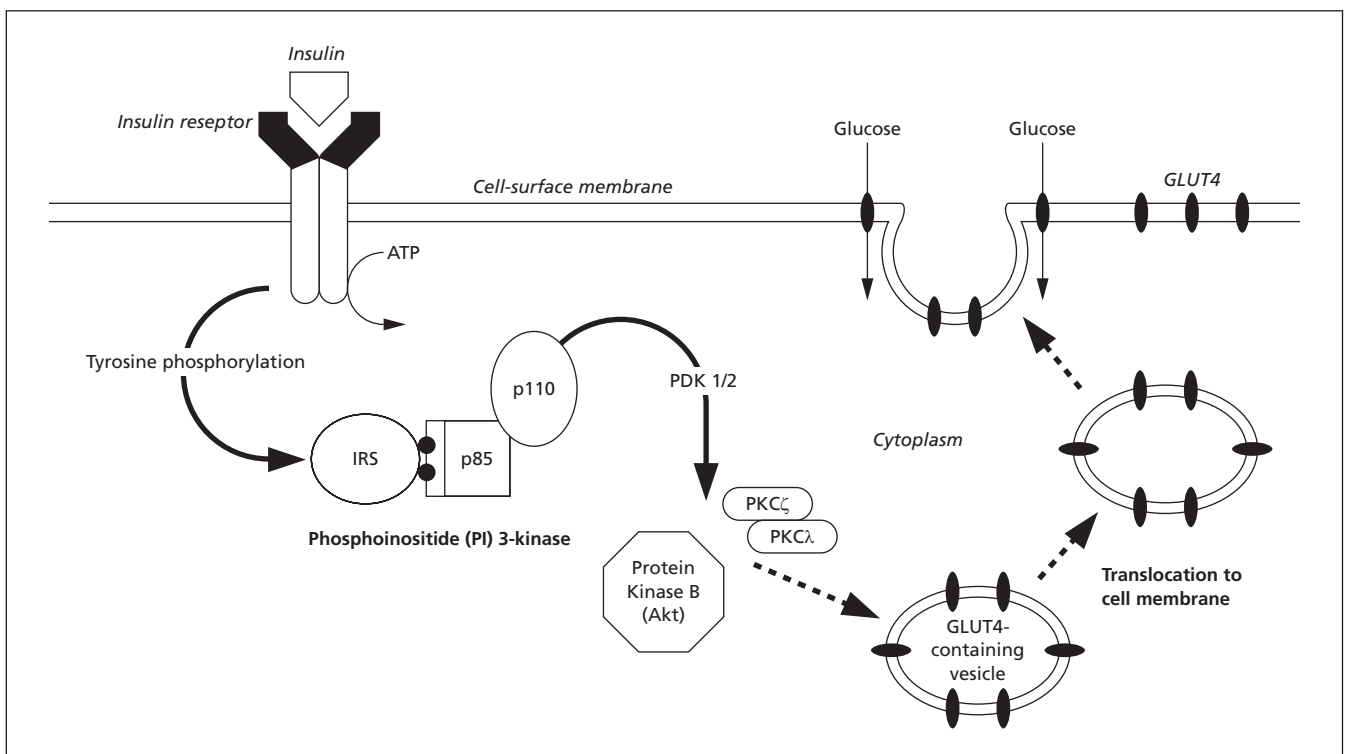 Insulin
Insulin reseptor
Cell-surface membrane
Glucose
Glucose
GLUT4
ATP
Tyrosine phosphorylation
p110
PDK 1/2
IRS
p85
Cytoplasm
Phosphoinositide (PI) 3-kinase
PKCζ
PKCλ
Protein
Kinase B
(Akt)
Translocation to
cell membrane
GLUT4-
containing
vesicle